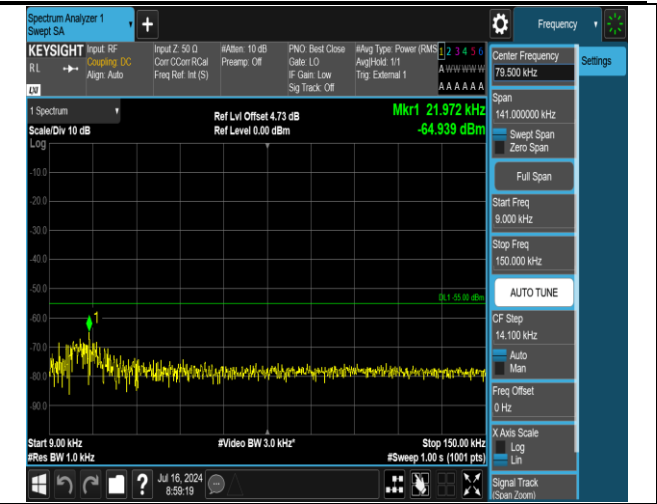 Spectrum Analyzer 1
Swept SA
+
Frequency
KEYSIGHT
RL
LXI
Input: RF
Coupling: DC
Align: Auto
Input Z: 50 Ω
Corr CCorr RCal
Freq Ref: Int (S)
#Atten: 10 dB
Preamp: Off
PNO: Best Close
Gate: LO
IF Gain: Low
Sig Track: Off
#Avg Type: Power (RMS
Avg|Hold: 1/1
Trig: External 1
1 2 3 4 5 6
A W W W W W
A A A A A A
Center Frequency
79.500 kHz
Settings
Span
141.000000 kHz
Swept Span
Zero Span
Full Span
Start Freq
9.000 kHz
Stop Freq
150.000 kHz
AUTO TUNE
CF Step
14.100 kHz
Auto
Man
Freq Offset
0 Hz
X Axis Scale
Log
Lin
Signal Track
(Span Zoom)
1 Spectrum
Scale/Div 10 dB
Log
Ref Lvl Offset 4.73 dB
Ref Level 0.00 dBm
Mkr1 21.972 kHz
-64.939 dBm
-10.0
-20.0
-30.0
-40.0
-50.0
DL1 -55.00 dBm
-60.0
1
-70.0
-80.0
-90.0
Start 9.00 kHz
#Res BW 1.0 kHz
#Video BW 3.0 kHz*
Stop 150.00 kHz
#Sweep 1.00 s (1001 pts)
?
Jul 16, 2024
8:59:19